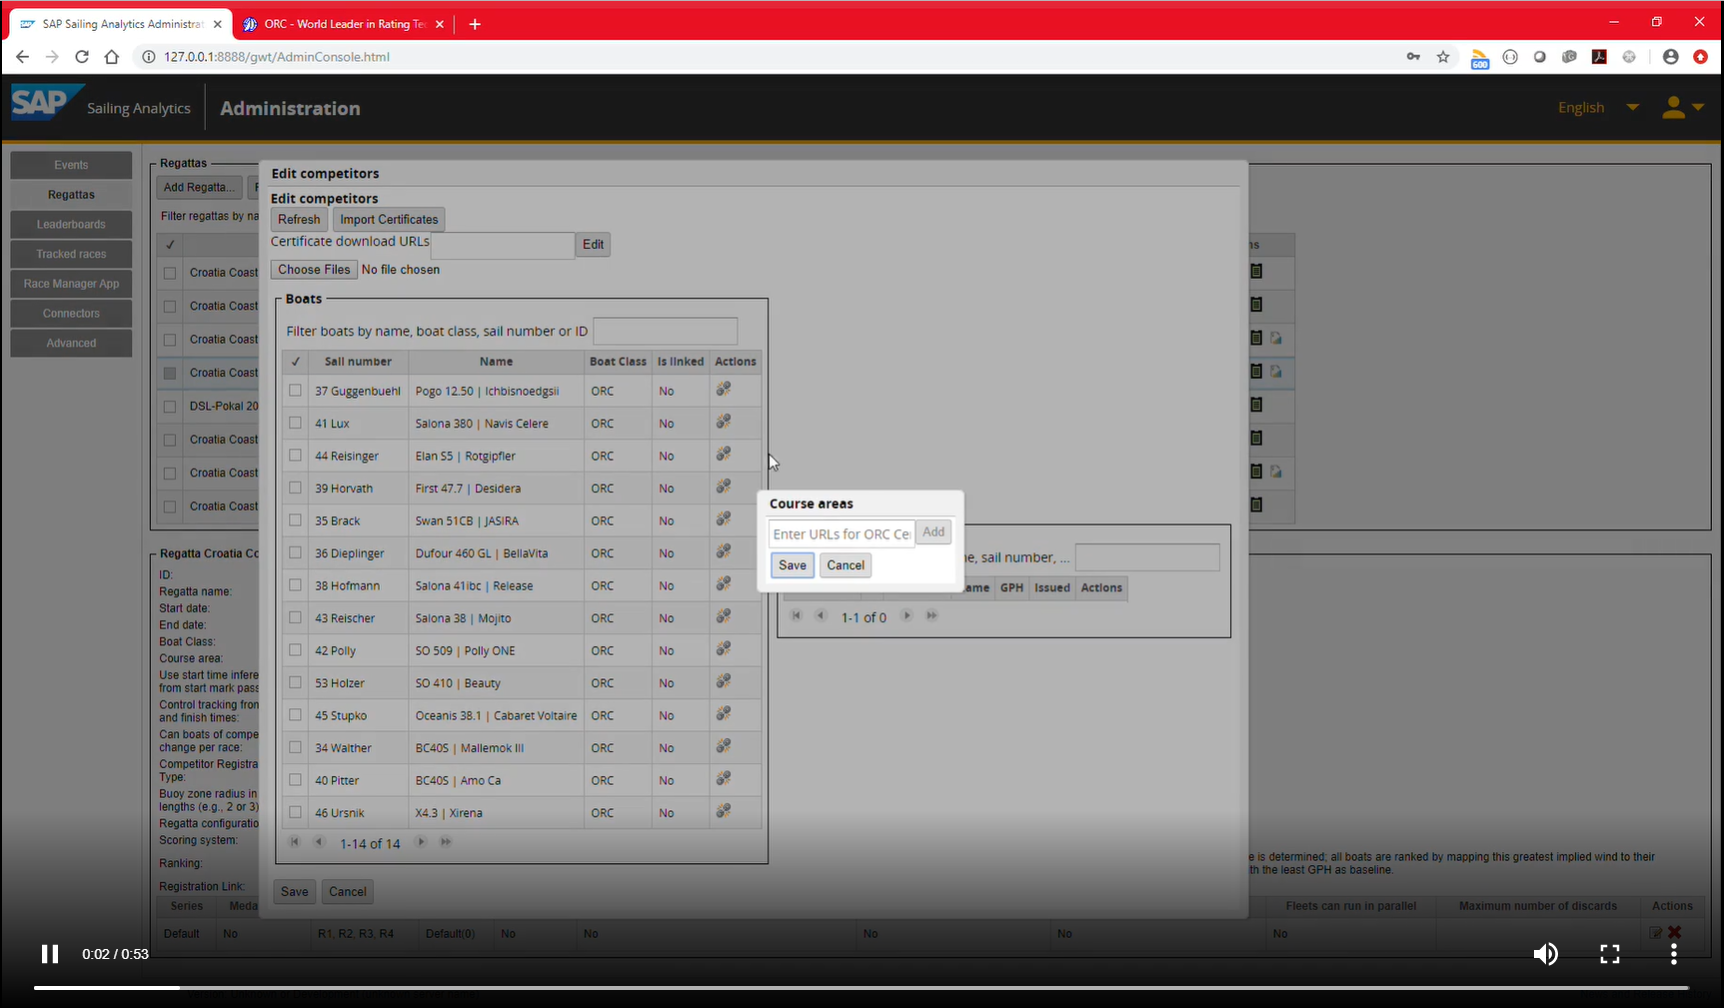 SAP Sailing Analytics Administrat
ORC - World Leader in Rating Te
127.0.0.1:8888/gwt/AdminConsole.html
600
SAP Sailing Analytics Administration
English
Events
Regattas
Leaderboards
Tracked races
Race Manager App
Connectors
Advanced
Regattas
Add Regatta...
Filter regattas by na
Croatia Coast
Croatia Coast
Croatia Coast
Croatia Coast
DSL-Pokal 20
Croatia Coast
Croatia Coast
Croatia Coast
ns
Regatta Croatia Co
ID:
Regatta name:
Start date:
End date:
Boat Class:
Course area:
Use start time infere
from start mark pass
Control tracking from
and finish times:
Can boats of compe
change per race:
Competitor Registra
Type:
Buoy zone radius in
lengths (e.g., 2 or 3)
Regatta configuratio
Scoring system:
Ranking:
Registration Link:
Edit competitors
Edit competitors
Refresh Import Certificates
Certificate download URLs Edit
Choose Files No file chosen
Boats
Filter boats by name, boat class, sail number or ID
✓ Sail number Name Boat Class Is linked Actions
37 Guggenbuehl Pogo 12.50 | Ichbisnoedgsii ORC No
41 Lux Salona 380 | Navis Celere ORC No
44 Reisinger Elan S5 | Rotgipfler ORC No
39 Horvath First 47.7 | Desidera ORC No
35 Brack Swan 51CB | JASIRA ORC No
36 Dieplinger Dufour 460 GL | BellaVita ORC No
38 Hofmann Salona 41ibc | Release ORC No
43 Reischer Salona 38 | Mojito ORC No
42 Polly SO 509 | Polly ONE ORC No
53 Holzer SO 410 | Beauty ORC No
45 Stupko Oceanis 38.1 | Cabaret Voltaire ORC No
34 Walther BC40S | Mallemok III ORC No
40 Pitter BC40S | Amo Ca ORC No
46 Ursnik X4.3 | Xirena ORC No
1-14 of 14
Save Cancel
Course areas
Enter URLs for ORC Ce Add
Save Cancel
e, sail number, ...
ame GPH Issued Actions
1-1 of 0
e is determined; all boats are ranked by mapping this greatest implied wind to their
th the least GPH as baseline.
Series Meda Fleets can run in parallel Maximum number of discards Actions
Default No R1, R2, R3, R4 Default(0) No No No No No
0:02 / 0:53